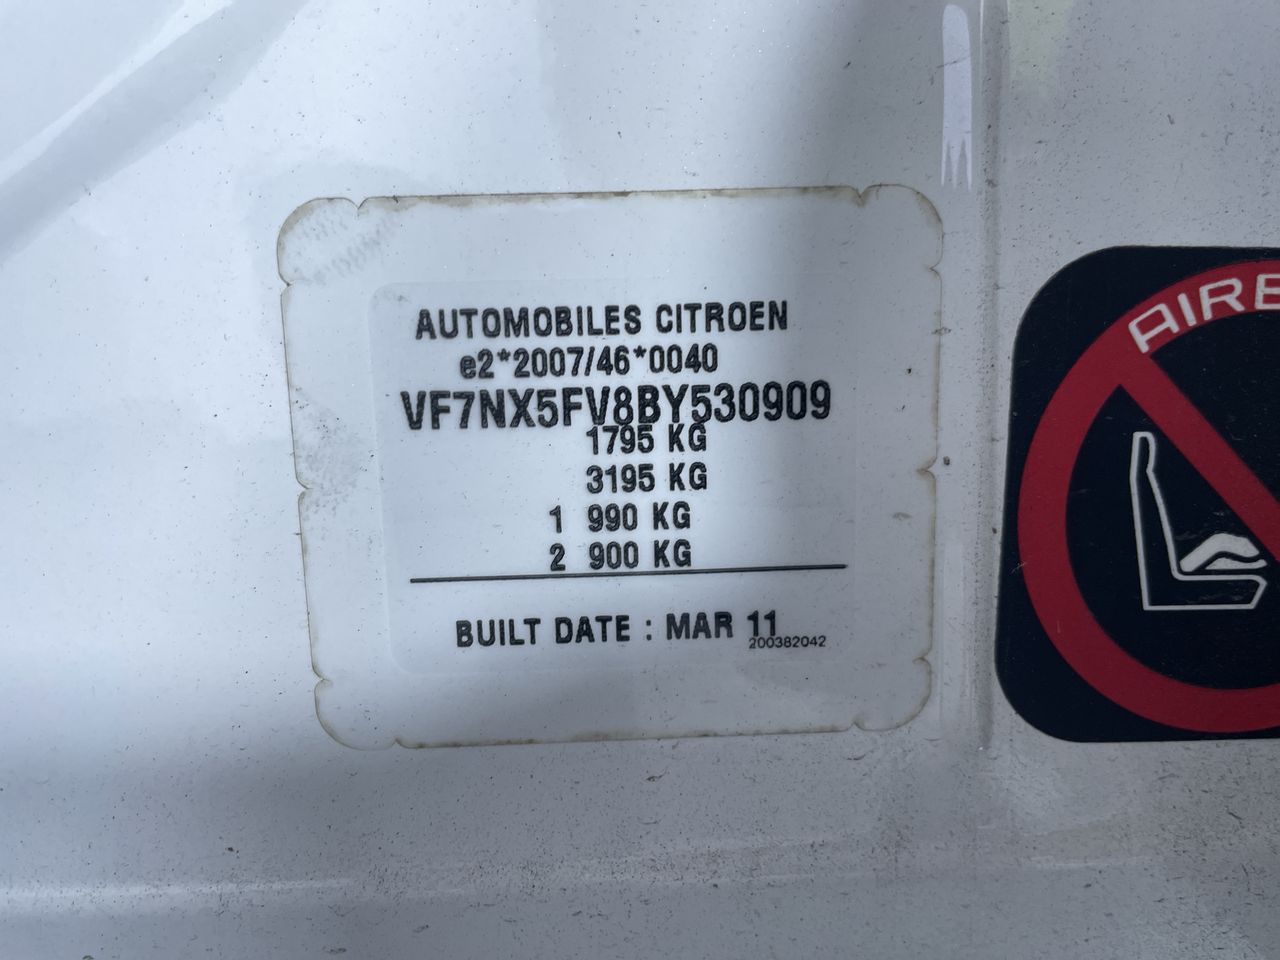 AUTOMOBILES CITROEN
e2*2007/46*0040
VF7NX5FV8BY530909
1795 KG
3195 KG
1 990 KG
2 900 KG
BUILT DATE : MAR 11
200382042